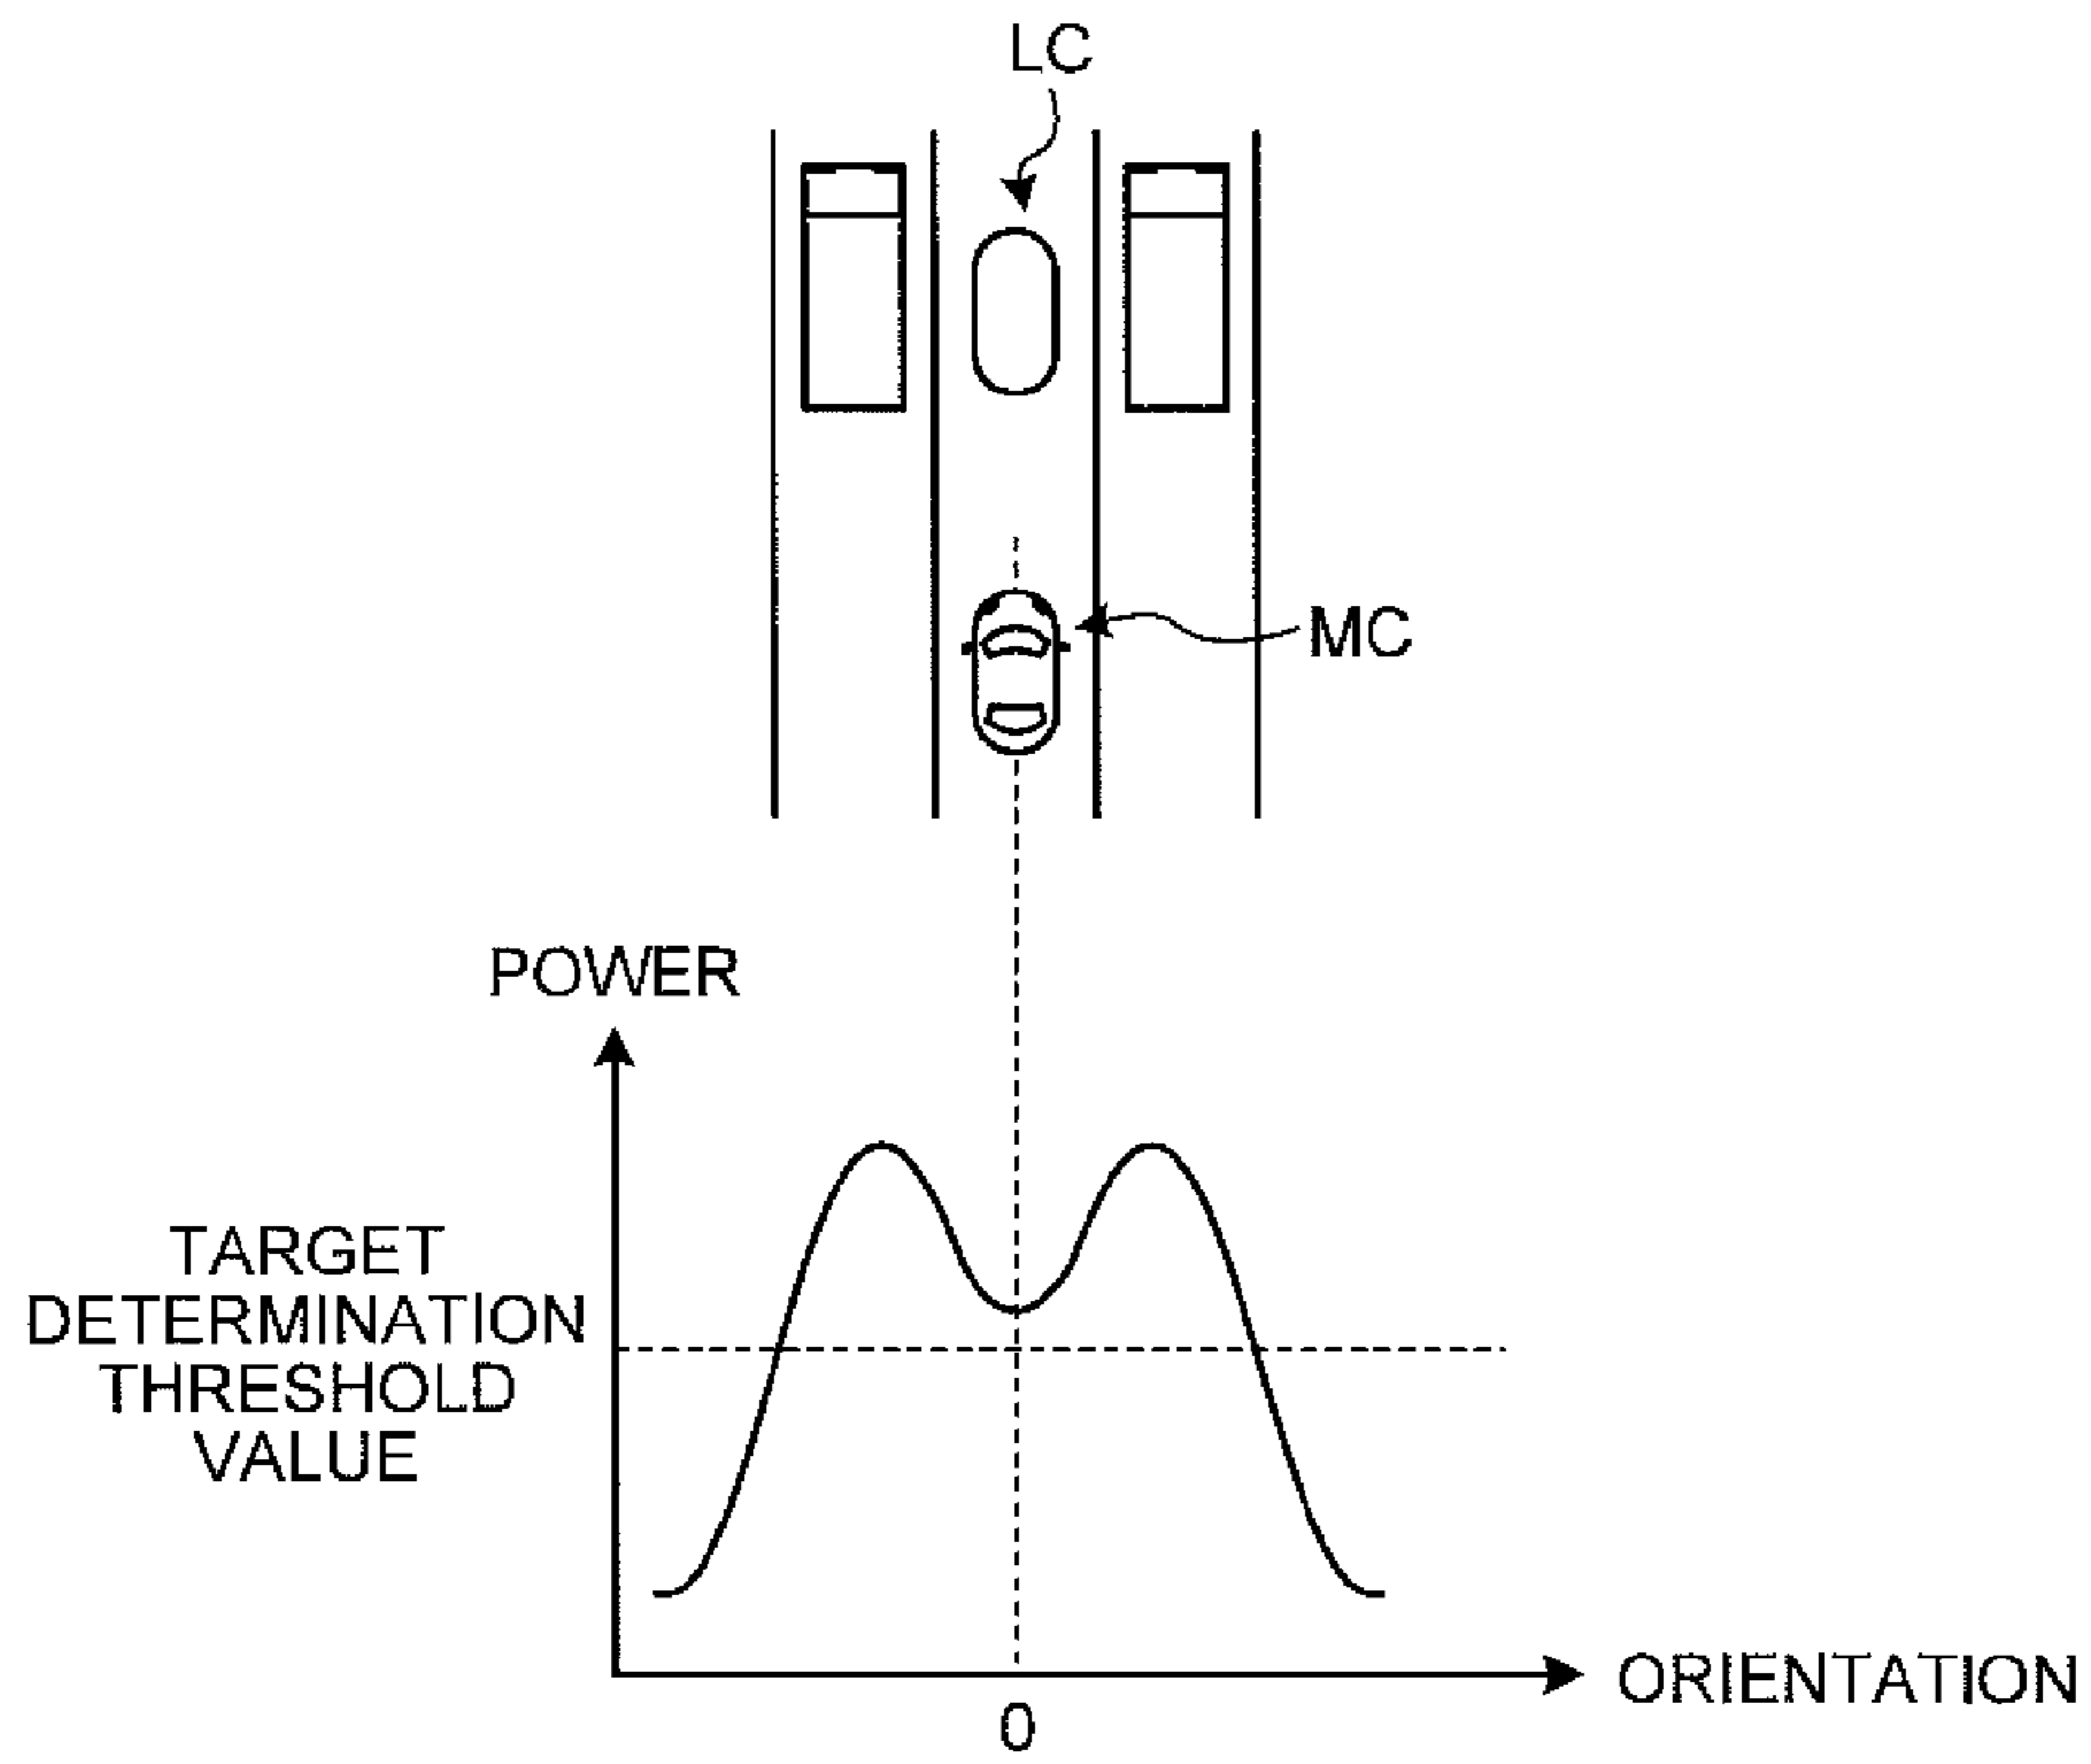 LC
MC
POWER
TARGET
DETERMINATION
THRESHOLD
VALUE
ORIENTATION
0